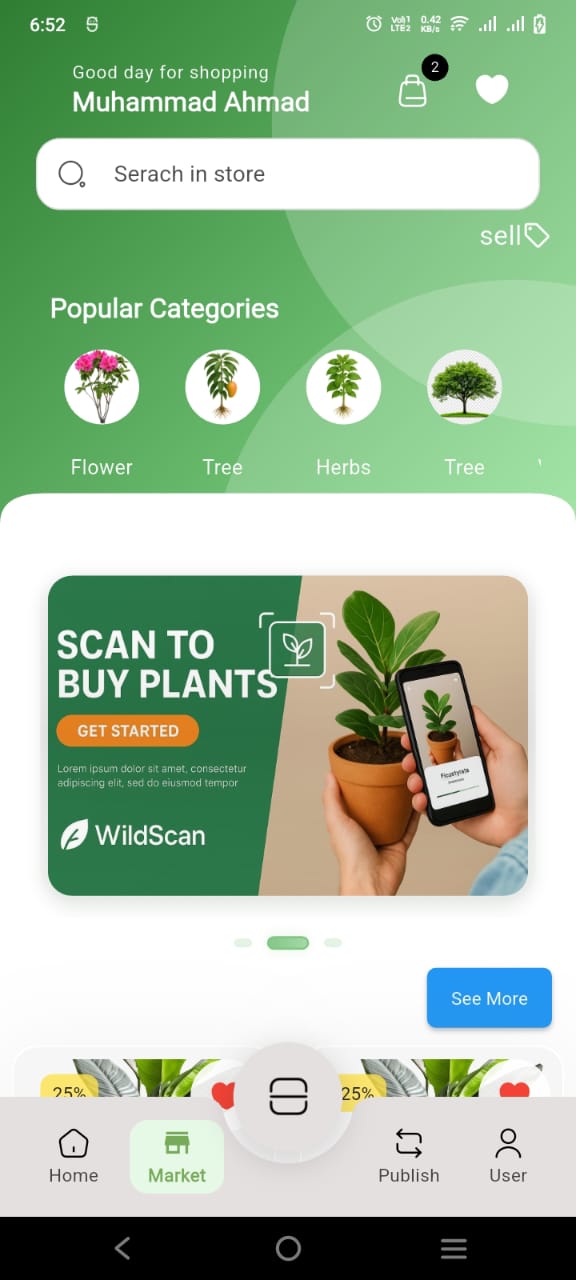 6:52
Vo)) 1
LTE2
0.42
KB/s
Good day for shopping
2
Muhammad Ahmad
Serach in store
sell
Popular Categories
Flower
Tree
Herbs
Tree
SCAN TO
BUY PLANTS
GET STARTED
Lorem ipsum dolor sit amet, consectetur
adipiscing elit, sed do eiusmod tempor
WildScan
See More
25%
25%
Home
Market
Publish
User